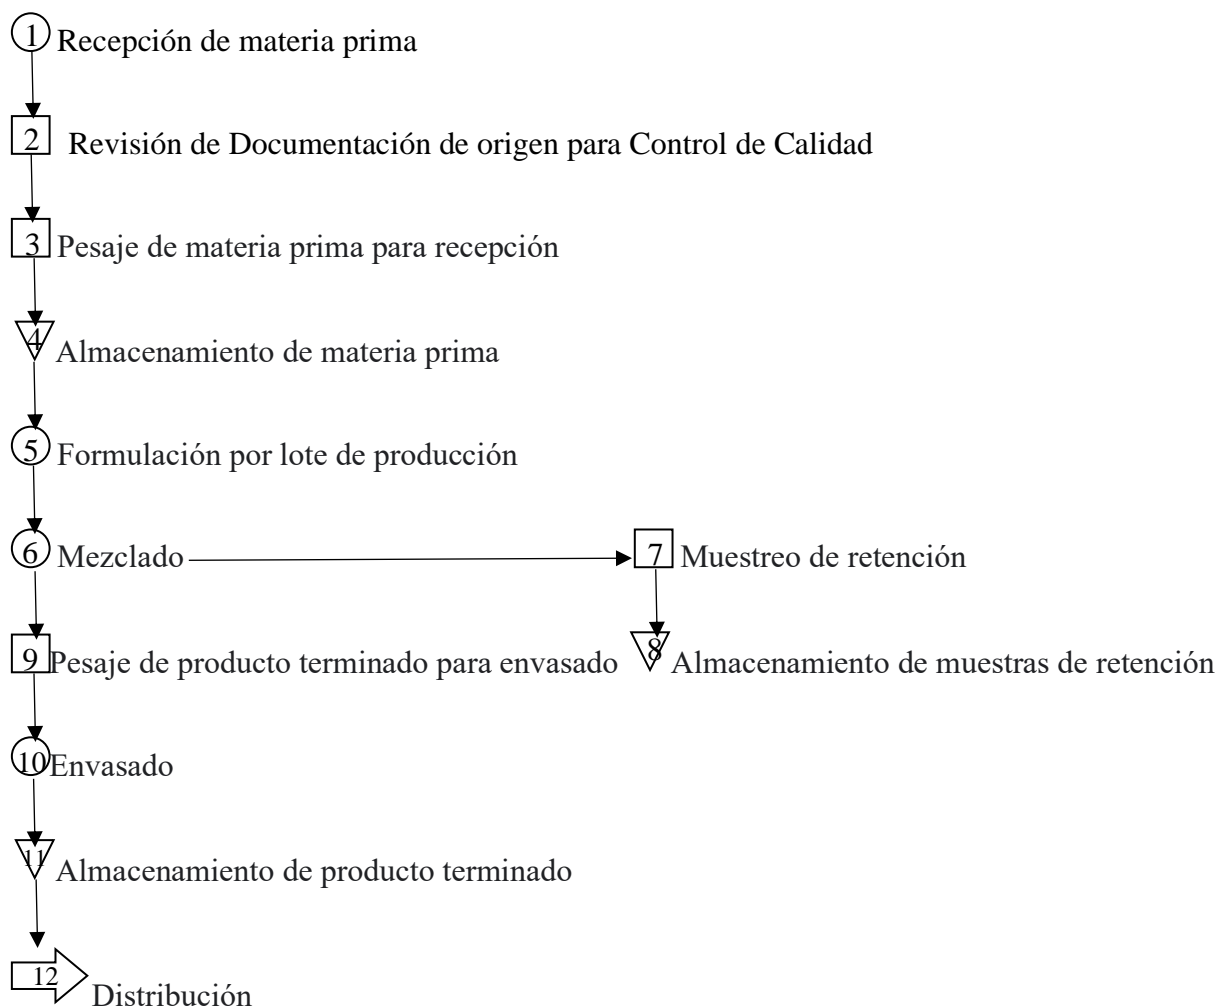 1 Recepción de materia prima
2 Revisión de Documentación de origen para Control de Calidad
3 Pesaje de materia prima para recepción
4 Almacenamiento de materia prima
5 Formulación por lote de producción
6 Mezclado 7 Muestreo de retención
9 Pesaje de producto terminado para envasado 8 Almacenamiento de muestras de retención
10 Envasado
11 Almacenamiento de producto terminado
12 Distribución